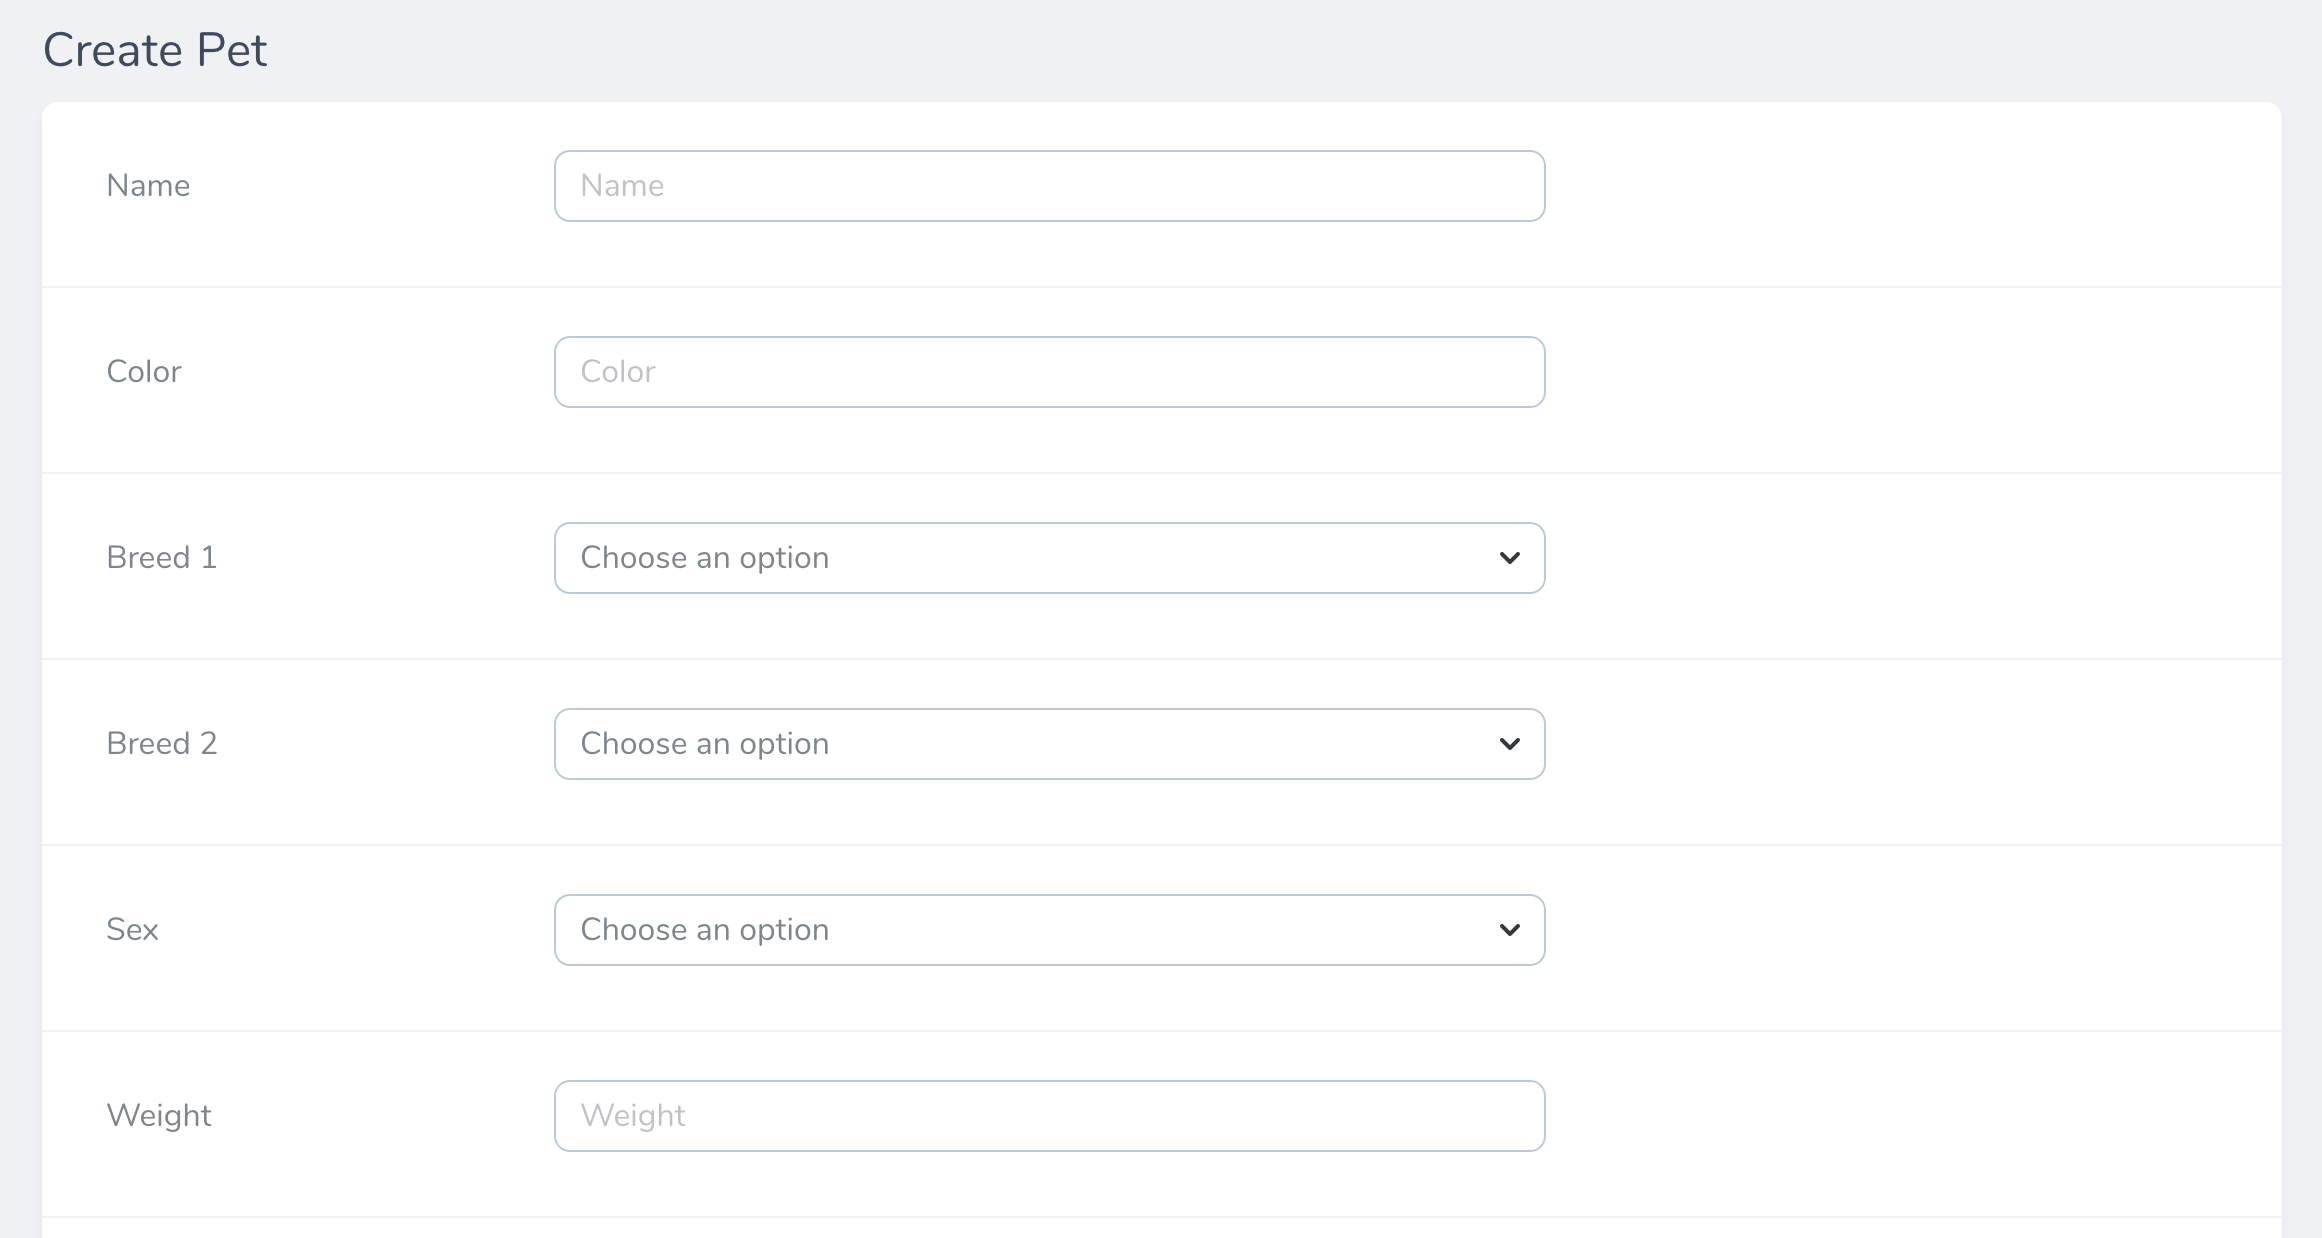 Create Pet
Name
Name
Color
Color
Breed 1
Choose an option
Breed 2
Choose an option
Sex
Choose an option
Weight
Weight